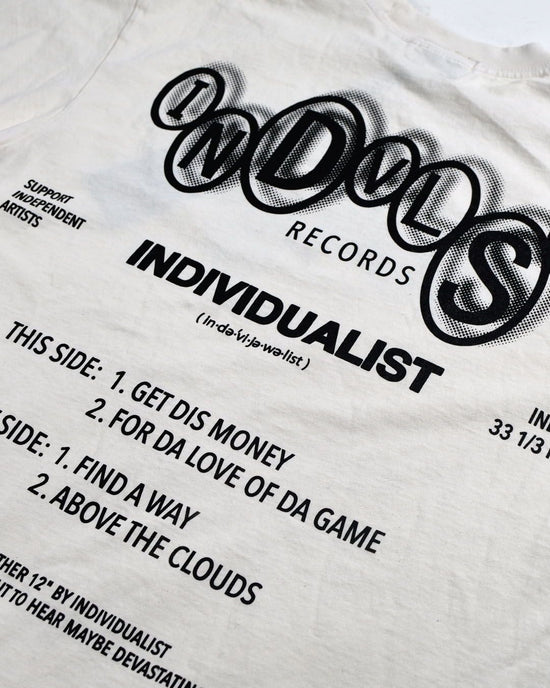 INDVLS
RECORDS
SUPPORT
INDEPENDENT
ARTISTS
INDIVIDUALIST
(in·də·vi·jə·wə·list)
THIS SIDE: 1. GET DIS MONEY
2. FOR DA LOVE OF DA GAME
33 1/3
SIDE: 1. FIND A WAY
2. ABOVE THE CLOUDS
12" BY INDIVIDUALIST
TO HEAR MAYBE DEVASTATIN